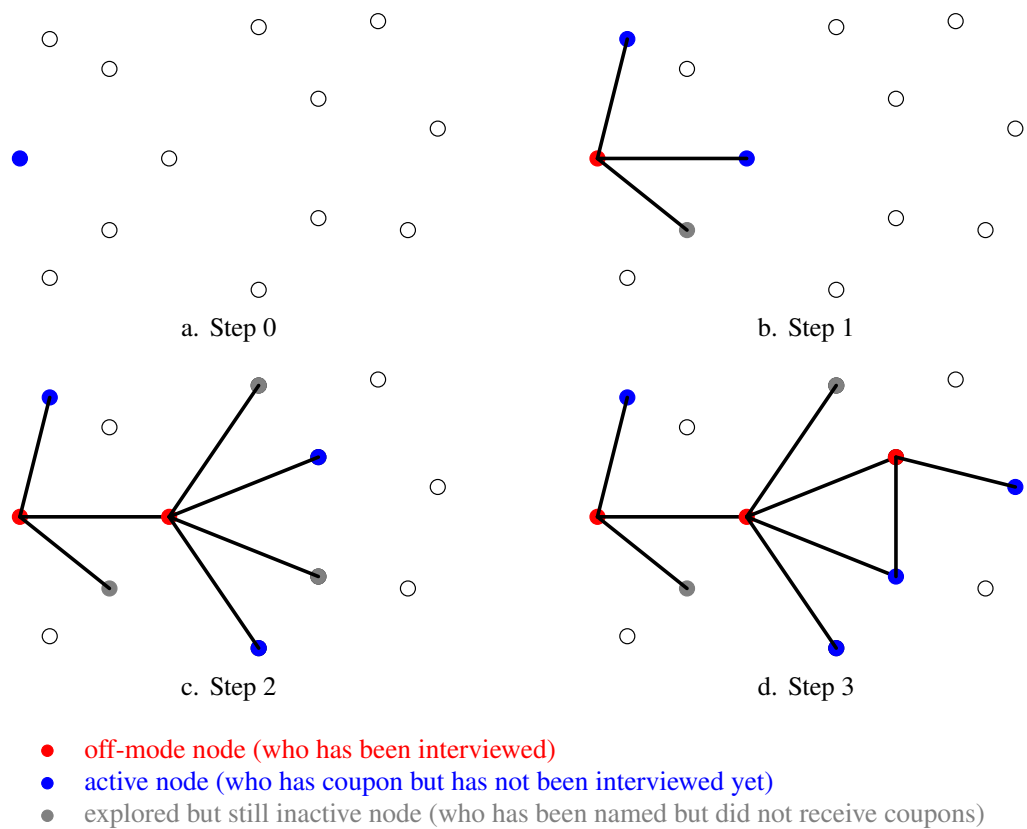 a. Step 0
b. Step 1
c. Step 2
d. Step 3
off-mode node (who has been interviewed)
active node (who has coupon but has not been interviewed yet)
explored but still inactive node (who has been named but did not receive coupons)